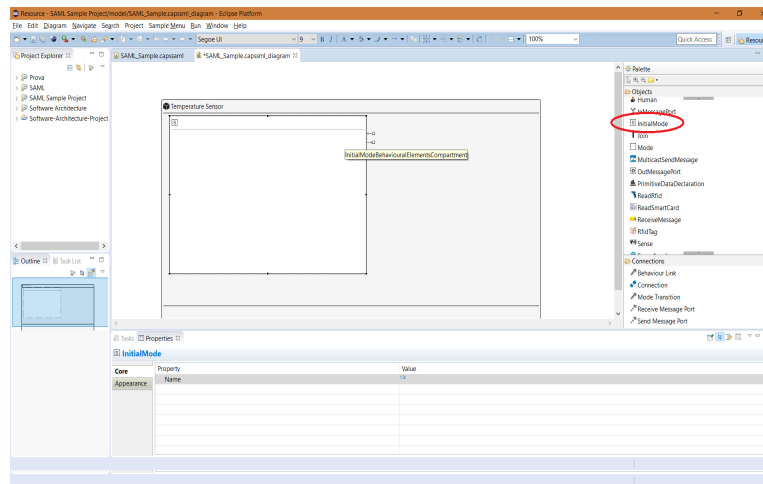 Resource - SAML Sample Project/model/SAML_Sample.capssml_diagram - Eclipse Platform
File Edit Diagram Navigate Search Project Sample Menu Run Window Help
Segoe UI 9 B I A 100% Quick Access Resour
Project Explorer
SAML_Sample.capssaml
*SAML_Sample.capssml_diagram
Prova
SAML
SAML Sample Project
Software Architecture
Software-Architecture-Project
Temperature Sensor
InitialModeBehaviouralElementsCompartment
Palette
Objects
Human
InMessagePort
InitialMode
Join
Mode
MulticastSendMessage
OutMessagePort
PrimitiveDataDeclaration
ReadRfid
ReadSmartCard
ReceiveMessage
RfidTag
Sense
Connections
Behaviour Link
Connection
Mode Transition
Receive Message Port
Send Message Port
Outline Task List
Tasks Properties
InitialMode
Core
Appearance
Property Value
Name